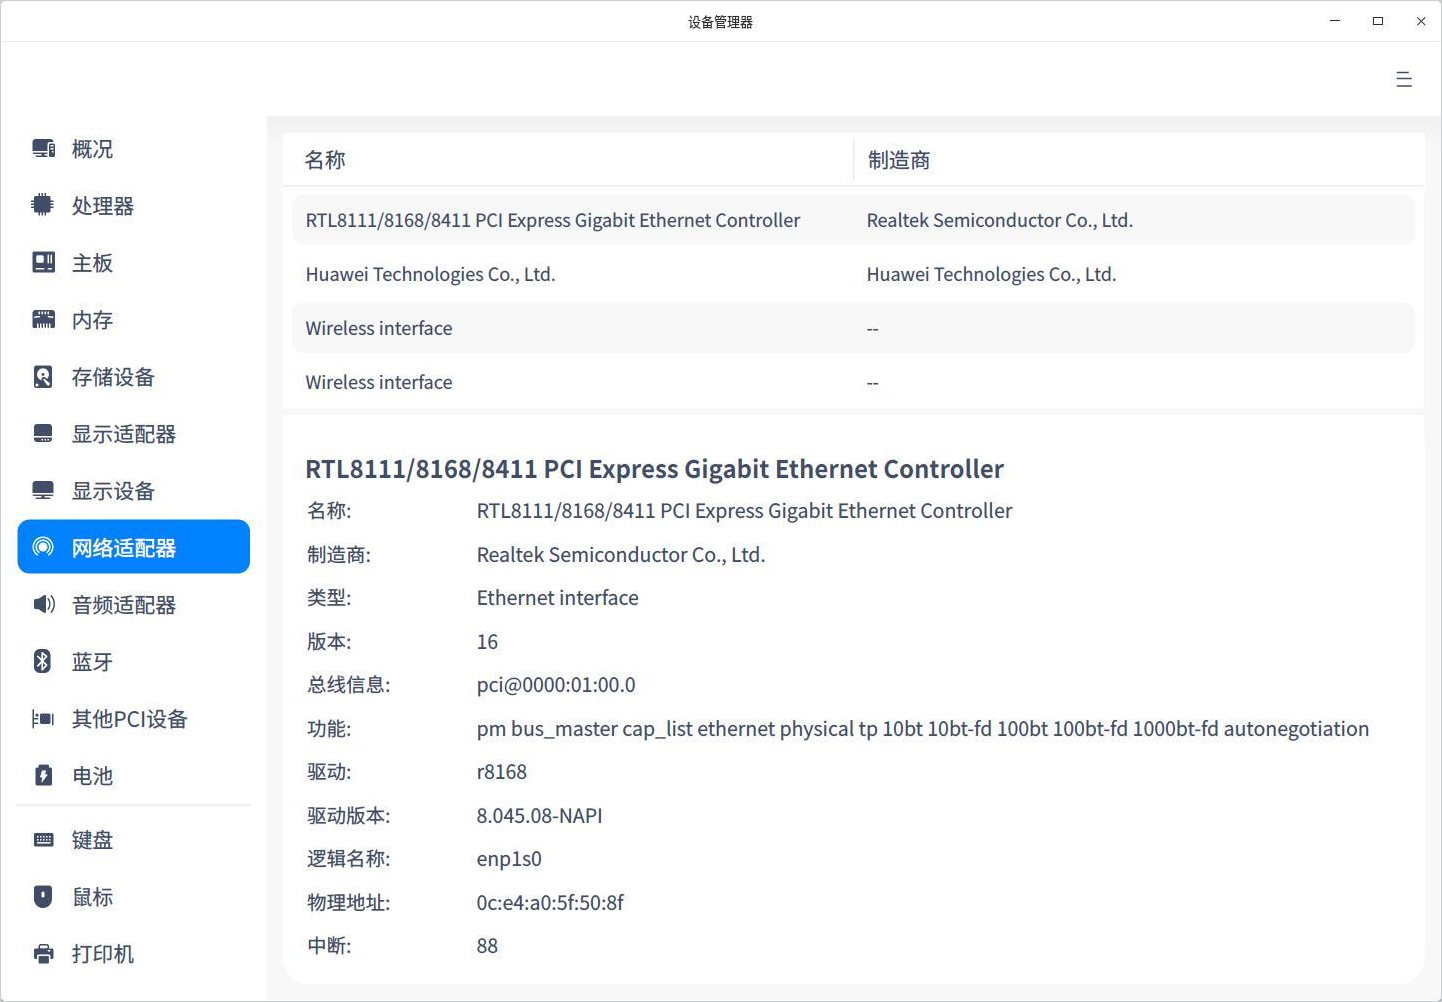 设备管理器
概况
处理器
主板
内存
存储设备
显示适配器
显示设备
网络适配器
音频适配器
蓝牙
其他PCI设备
电池
键盘
鼠标
打印机
名称 制造商
RTL8111/8168/8411 PCI Express Gigabit Ethernet Controller Realtek Semiconductor Co., Ltd.
Huawei Technologies Co., Ltd. Huawei Technologies Co., Ltd.
Wireless interface --
Wireless interface --
RTL8111/8168/8411 PCI Express Gigabit Ethernet Controller
名称: RTL8111/8168/8411 PCI Express Gigabit Ethernet Controller
制造商: Realtek Semiconductor Co., Ltd.
类型: Ethernet interface
版本: 16
总线信息: pci@0000:01:00.0
功能: pm bus_master cap_list ethernet physical tp 10bt 10bt-fd 100bt 100bt-fd 1000bt-fd autonegotiation
驱动: r8168
驱动版本: 8.045.08-NAPI
逻辑名称: enp1s0
物理地址: 0c:e4:a0:5f:50:8f
中断: 88